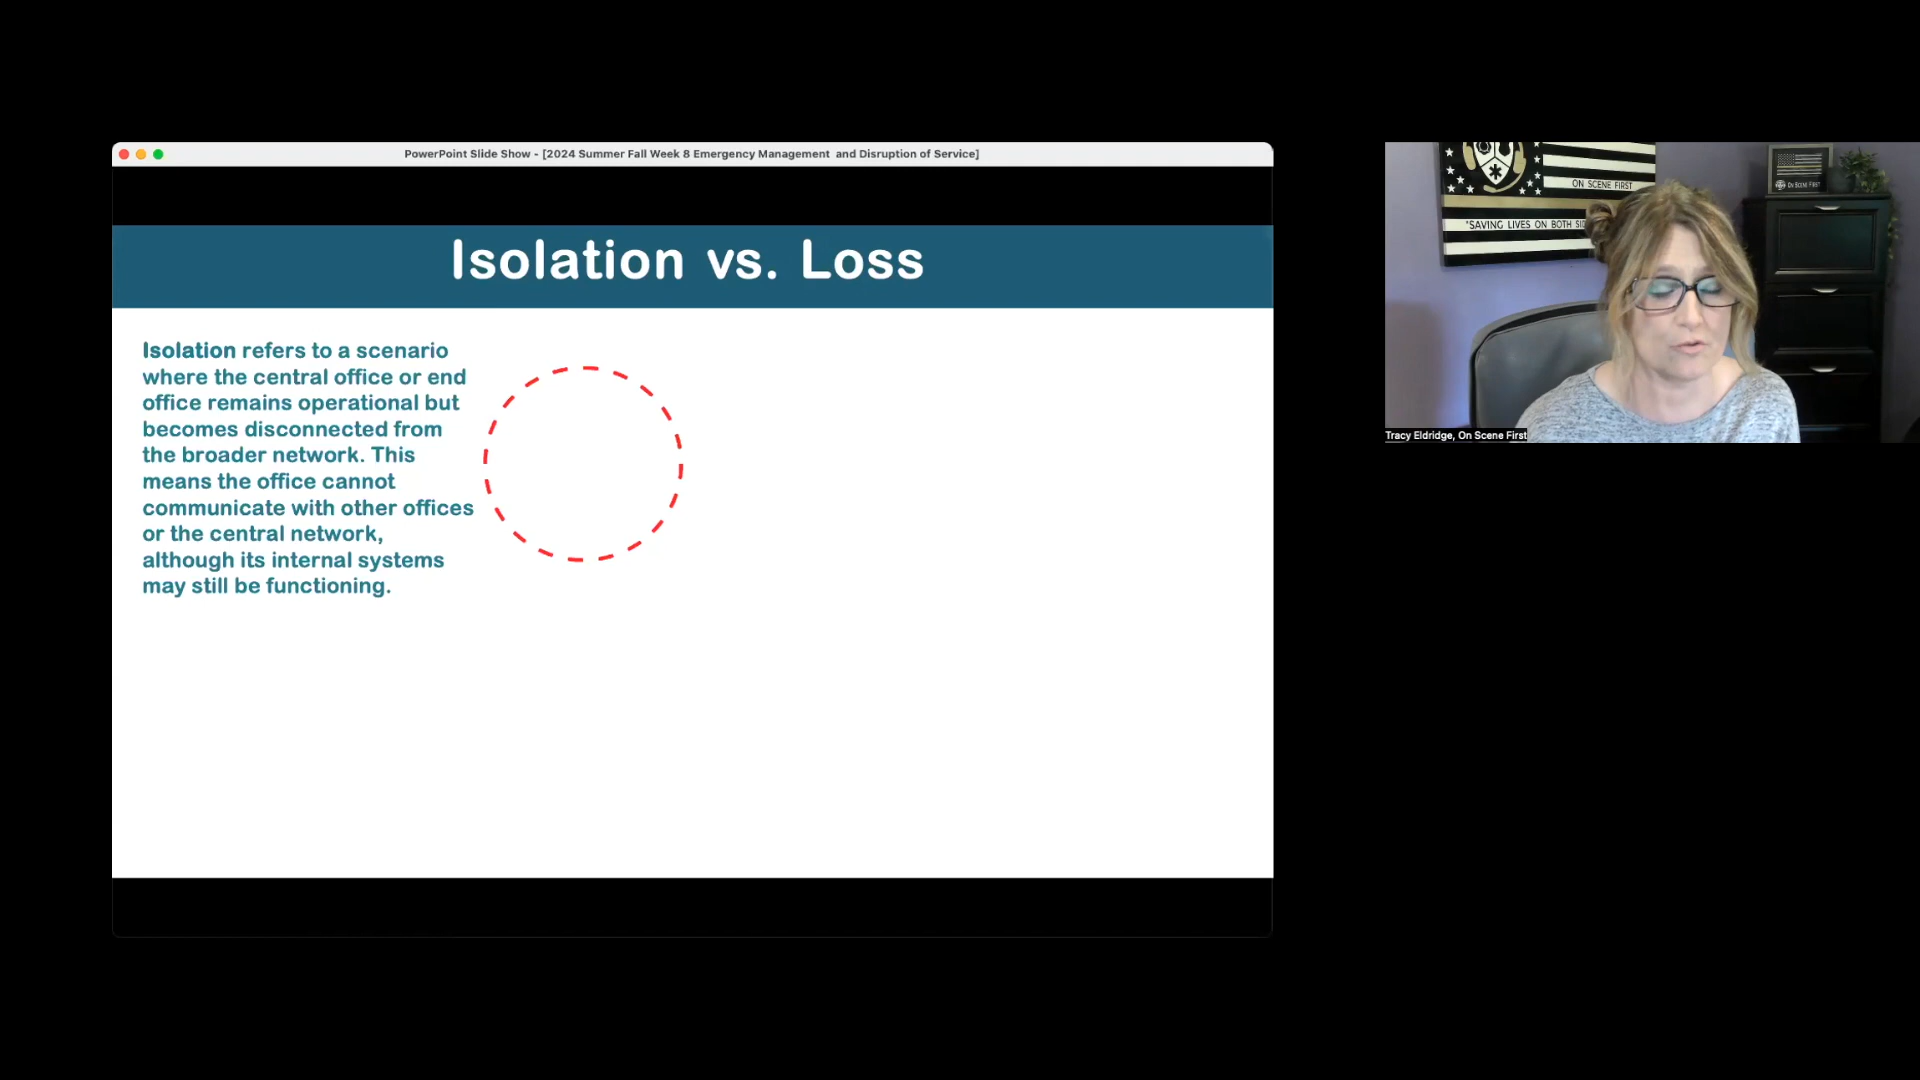 PowerPoint Slide Show - [2024 Summer Fall Week 8 Emergency Management  and Disruption of Service]
Isolation vs. Loss
Isolation refers to a scenario
where the central office or end
office remains operational but
becomes disconnected from
the broader network. This
means the office cannot
communicate with other offices
or the central network,
although its internal systems
may still be functioning.
ON SCENE FIRST
"SAVING LIVES ON BOTH
ON SCENE FIRST
Tracy Eldridge, On Scene First